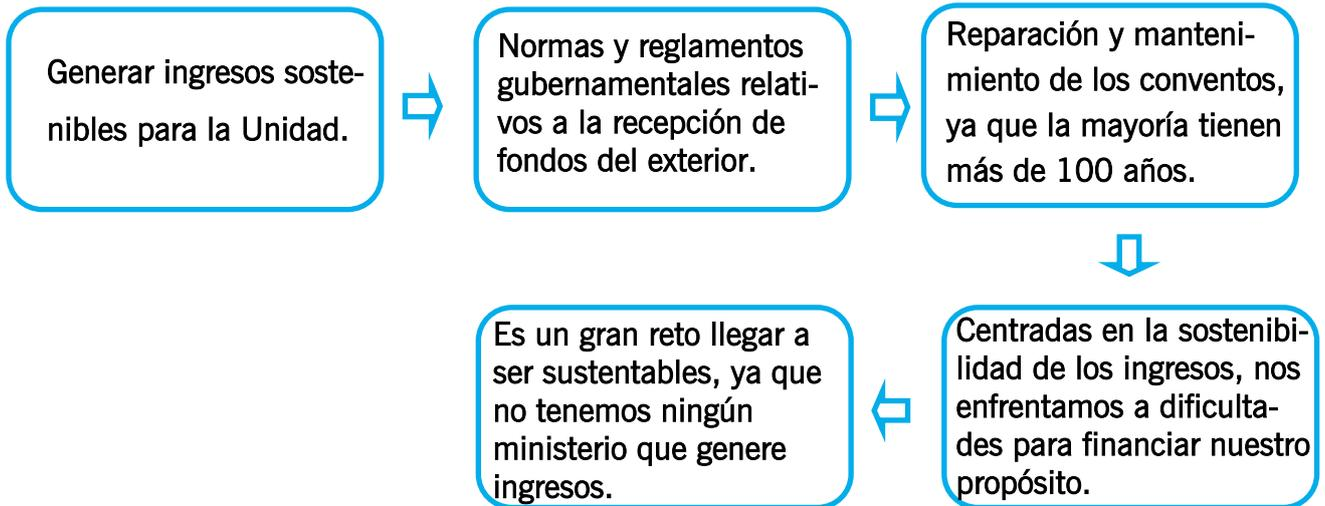 Generar ingresos soste-
nibles para la Unidad.
Normas y reglamentos
gubernamentales relati-
vos a la recepción de
fondos del exterior.
Reparación y manteni-
miento de los conventos,
ya que la mayoría tienen
más de 100 años.
Centradas en la sostenibi-
lidad de los ingresos, nos
enfrentamos a dificulta-
des para financiar nuestro
propósito.
Es un gran reto llegar a
ser sustentables, ya que
no tenemos ningún
ministerio que genere
ingresos.